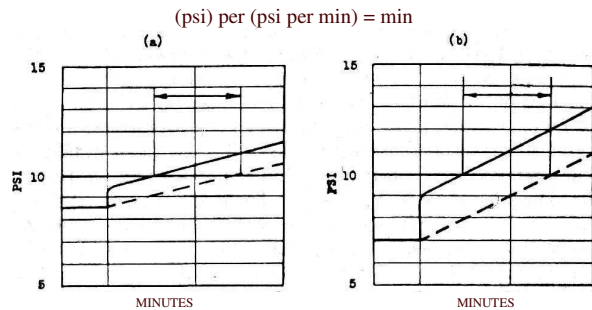 (psi) per (psi per min) = min
(a)
(b)
15
10
5
PSI
MINUTES
15
10
5
PSI
MINUTES